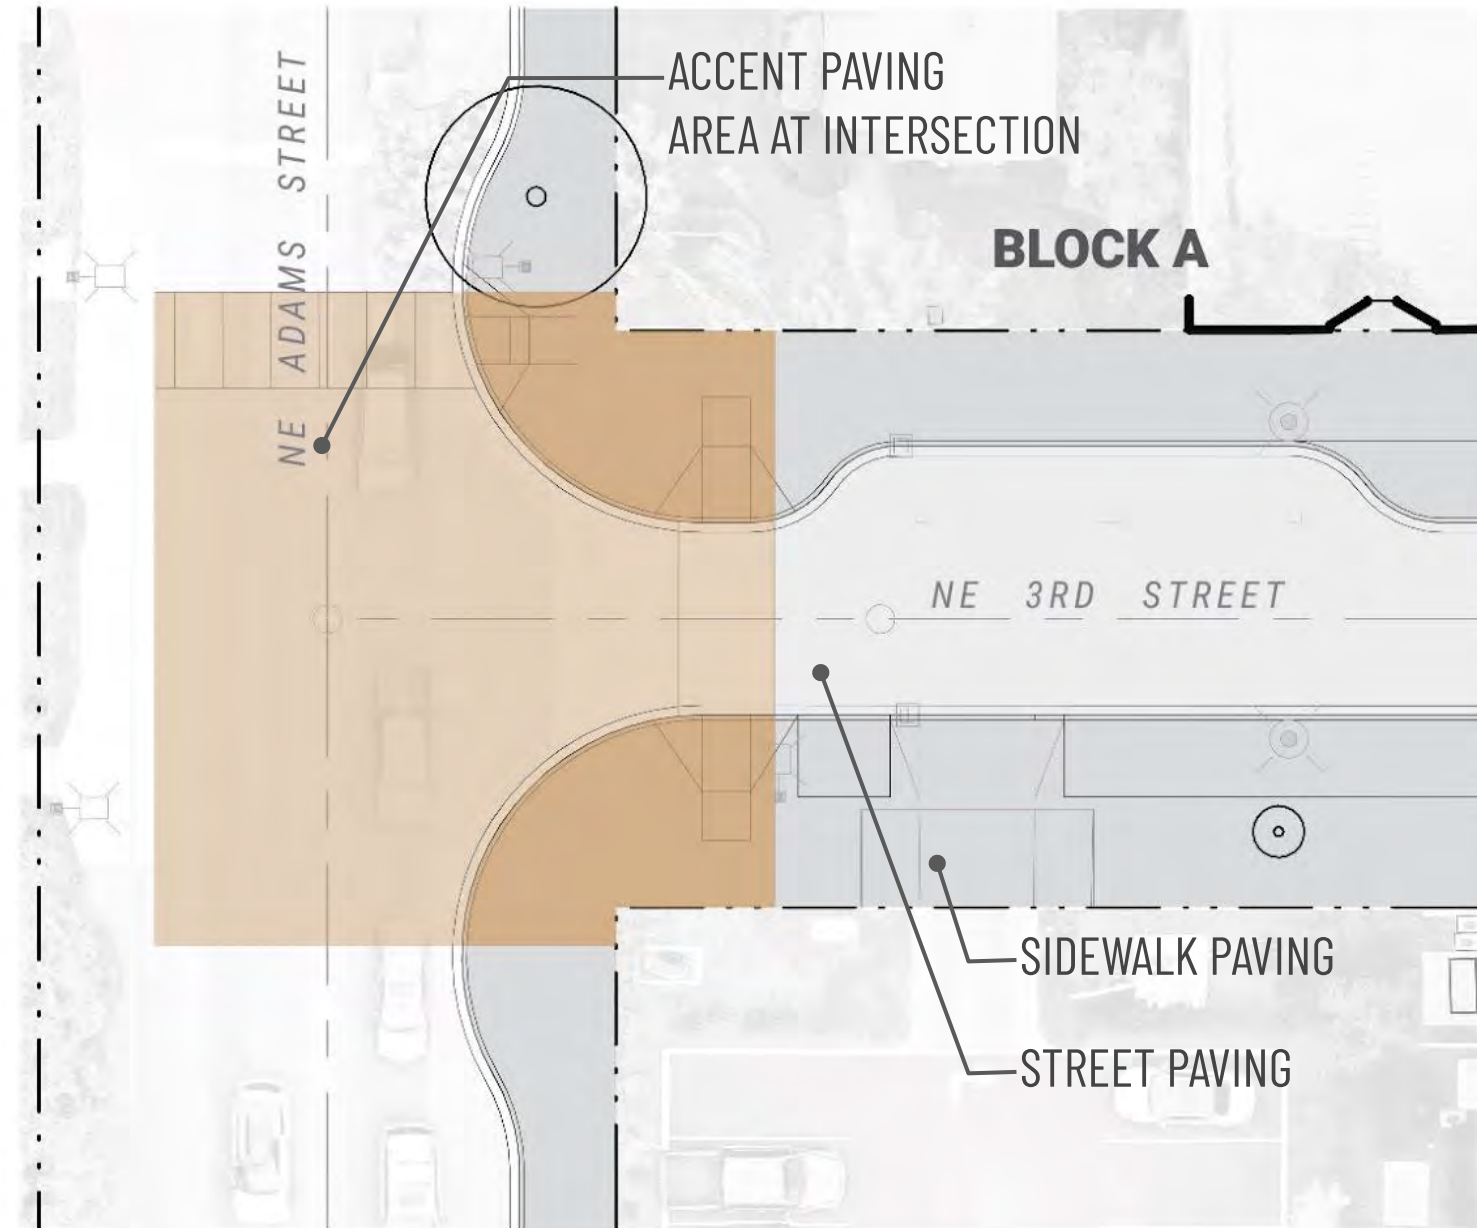 ACCENT PAVING
AREA AT INTERSECTION
NE ADAMS STREET
BLOCK A
NE 3RD STREET
SIDEWALK PAVING
STREET PAVING